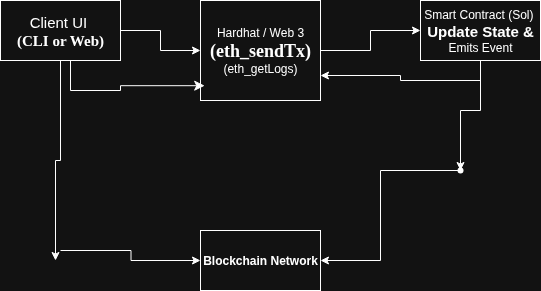 Client UI
(CLI or Web)
Hardhat / Web 3
(eth_sendTx)
(eth_getLogs)
Smart Contract (Sol)
Update State &
Emits Event
Blockchain Network